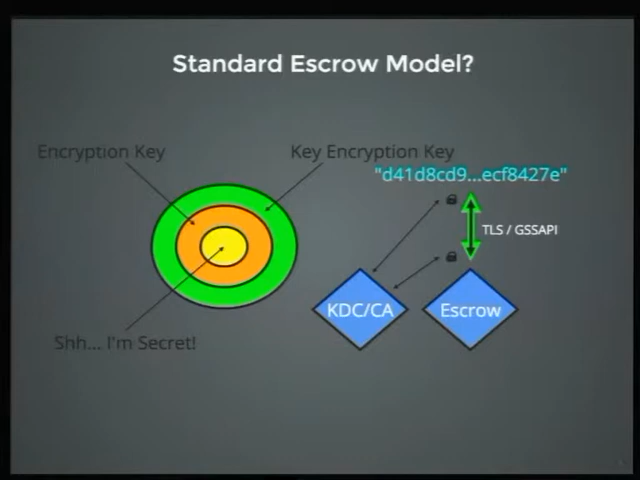 Standard Escrow Model?
Encryption Key
Key Encryption Key
"d41d8cd9...ecf8427e"
TLS / GSSAPI
KDC/CA
Escrow
Shh... I'm Secret!